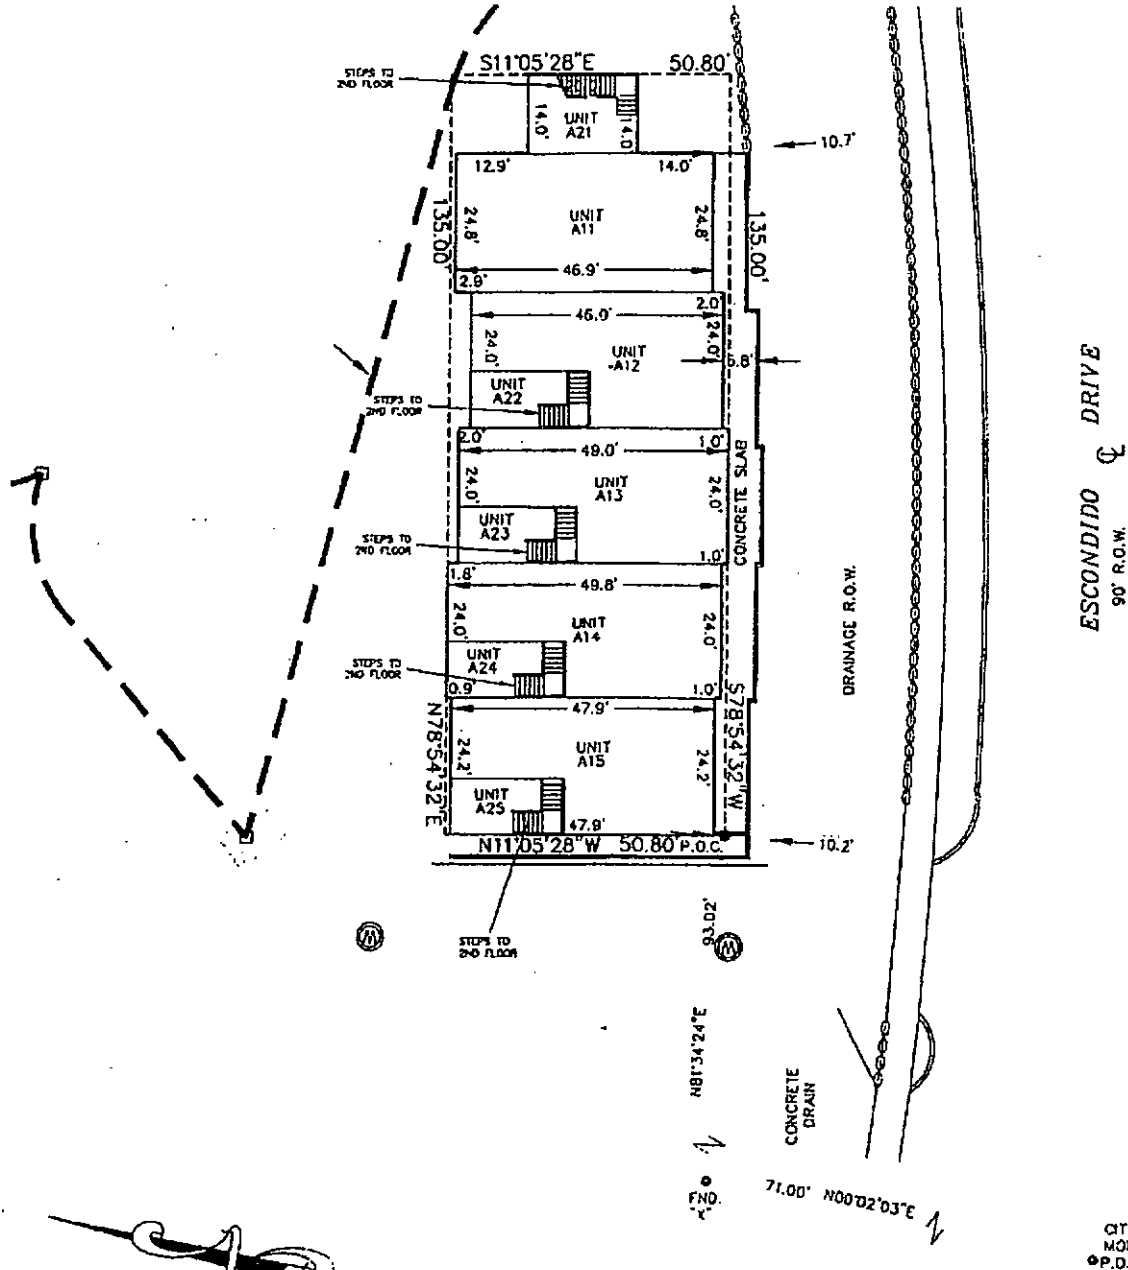 S11°05'28"E 50.80'
STEPS TO
2ND FLOOR
14.0'
UNIT
A21
14.0'
10.7'
12.9' 14.0'
135.00'
24.8'
UNIT
A11
24.8'
135.00'
46.9'
2.9' 2.0'
46.0'
24.0'
UNIT
A12
24.0'
6.8'
UNIT
A22
STEPS TO
2ND FLOOR
2.0' 1.0'
49.0'
24.0'
UNIT
A13
24.0'
CONCRETE SLAB
UNIT
A23
STEPS TO
2ND FLOOR
1.0'
1.8'
49.8'
24.0'
UNIT
A14
24.0'
UNIT
A24
STEPS TO
2ND FLOOR
0.9' 1.0'
47.9'
N78°54'32"E
24.2'
UNIT
A15
24.2'
S78°54'32"W
UNIT
A25
47.9'
N11°05'28"W 50.80' P.O.C.
10.2'
STEPS TO
2ND FLOOR
93.02'
W
W
DRAINAGE R.O.W.
ESCONDIDO ℄ DRIVE
90' R.O.W.
N81°34'24"E
CONCRETE
DRAIN
FND.
"X"
71.00' N00°02'03"E
CIT
MO
P.O.